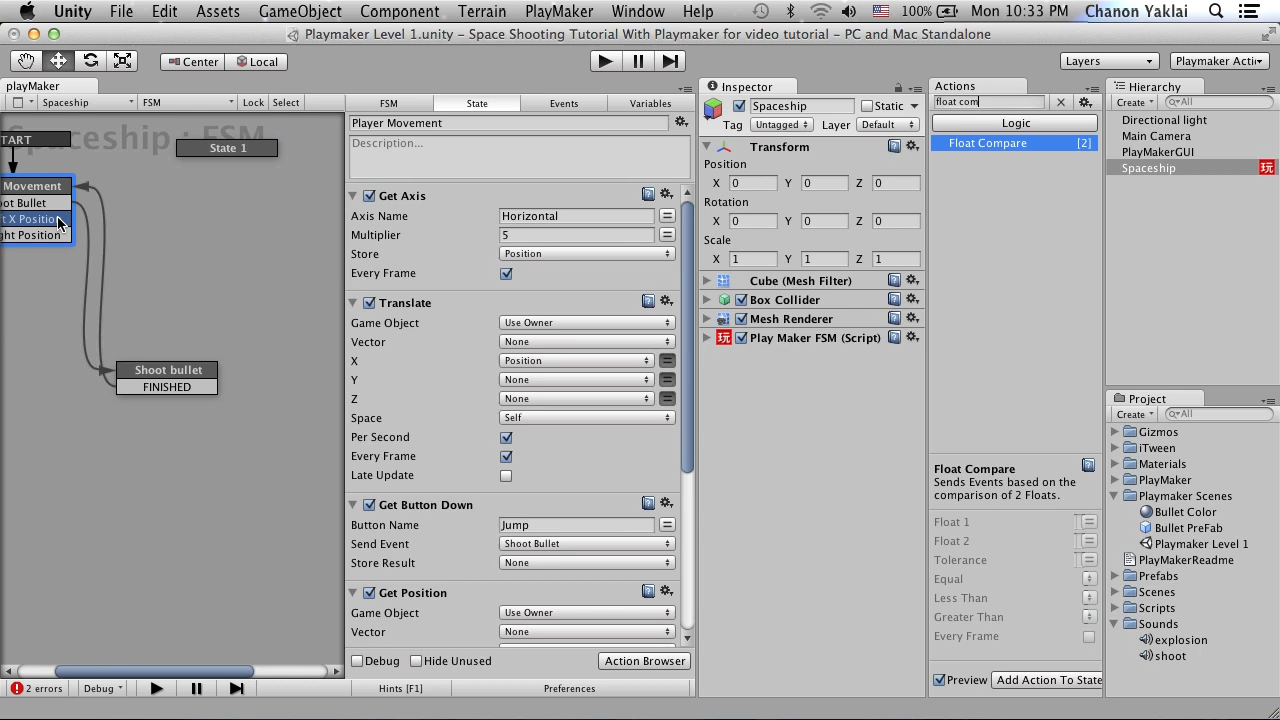 Unity File Edit Assets GameObject Component Terrain PlayMaker Window Help 100% Mon 10:33 PM Chanon Yaklai
Playmaker Level 1.unity – Space Shooting Tutorial With Playmaker for video tutorial – PC and Mac Standalone
Center Local Layers Playmaker Acti
playMaker
Spaceship FSM Lock Select
Spaceship : FSM
TART
State 1
Movement
oot Bullet
ft X Position
ght Position
Shoot bullet
FINISHED
2 errors Debug
FSM State Events Variables
Player Movement
Description...
Get Axis
Axis Name Horizontal
Multiplier 5
Store Position
Every Frame
Translate
Game Object Use Owner
Vector None
X Position
Y None
Z None
Space Self
Per Second
Every Frame
Late Update
Get Button Down
Button Name Jump
Send Event Shoot Bullet
Store Result None
Get Position
Game Object Use Owner
Vector None
Debug Hide Unused Action Browser
Hints [F1] Preferences
Inspector
Spaceship Static
Tag Untagged Layer Default
Transform
Position
X 0 Y 0 Z 0
Rotation
X 0 Y 0 Z 0
Scale
X 1 Y 1 Z 1
Cube (Mesh Filter)
Box Collider
Mesh Renderer
玩 Play Maker FSM (Script)
Actions
float com
Logic
Float Compare [2]
Float Compare
Sends Events based on the
comparison of 2 Floats.
Float 1
Float 2
Tolerance
Equal
Less Than
Greater Than
Every Frame
Preview Add Action To State
Hierarchy
Create All
Directional light
Main Camera
PlayMakerGUI
Spaceship 玩
Project
Create All
Gizmos
iTween
Materials
PlayMaker
Playmaker Scenes
Bullet Color
Bullet PreFab
Playmaker Level 1
PlayMakerReadme
Prefabs
Scenes
Scripts
Sounds
explosion
shoot